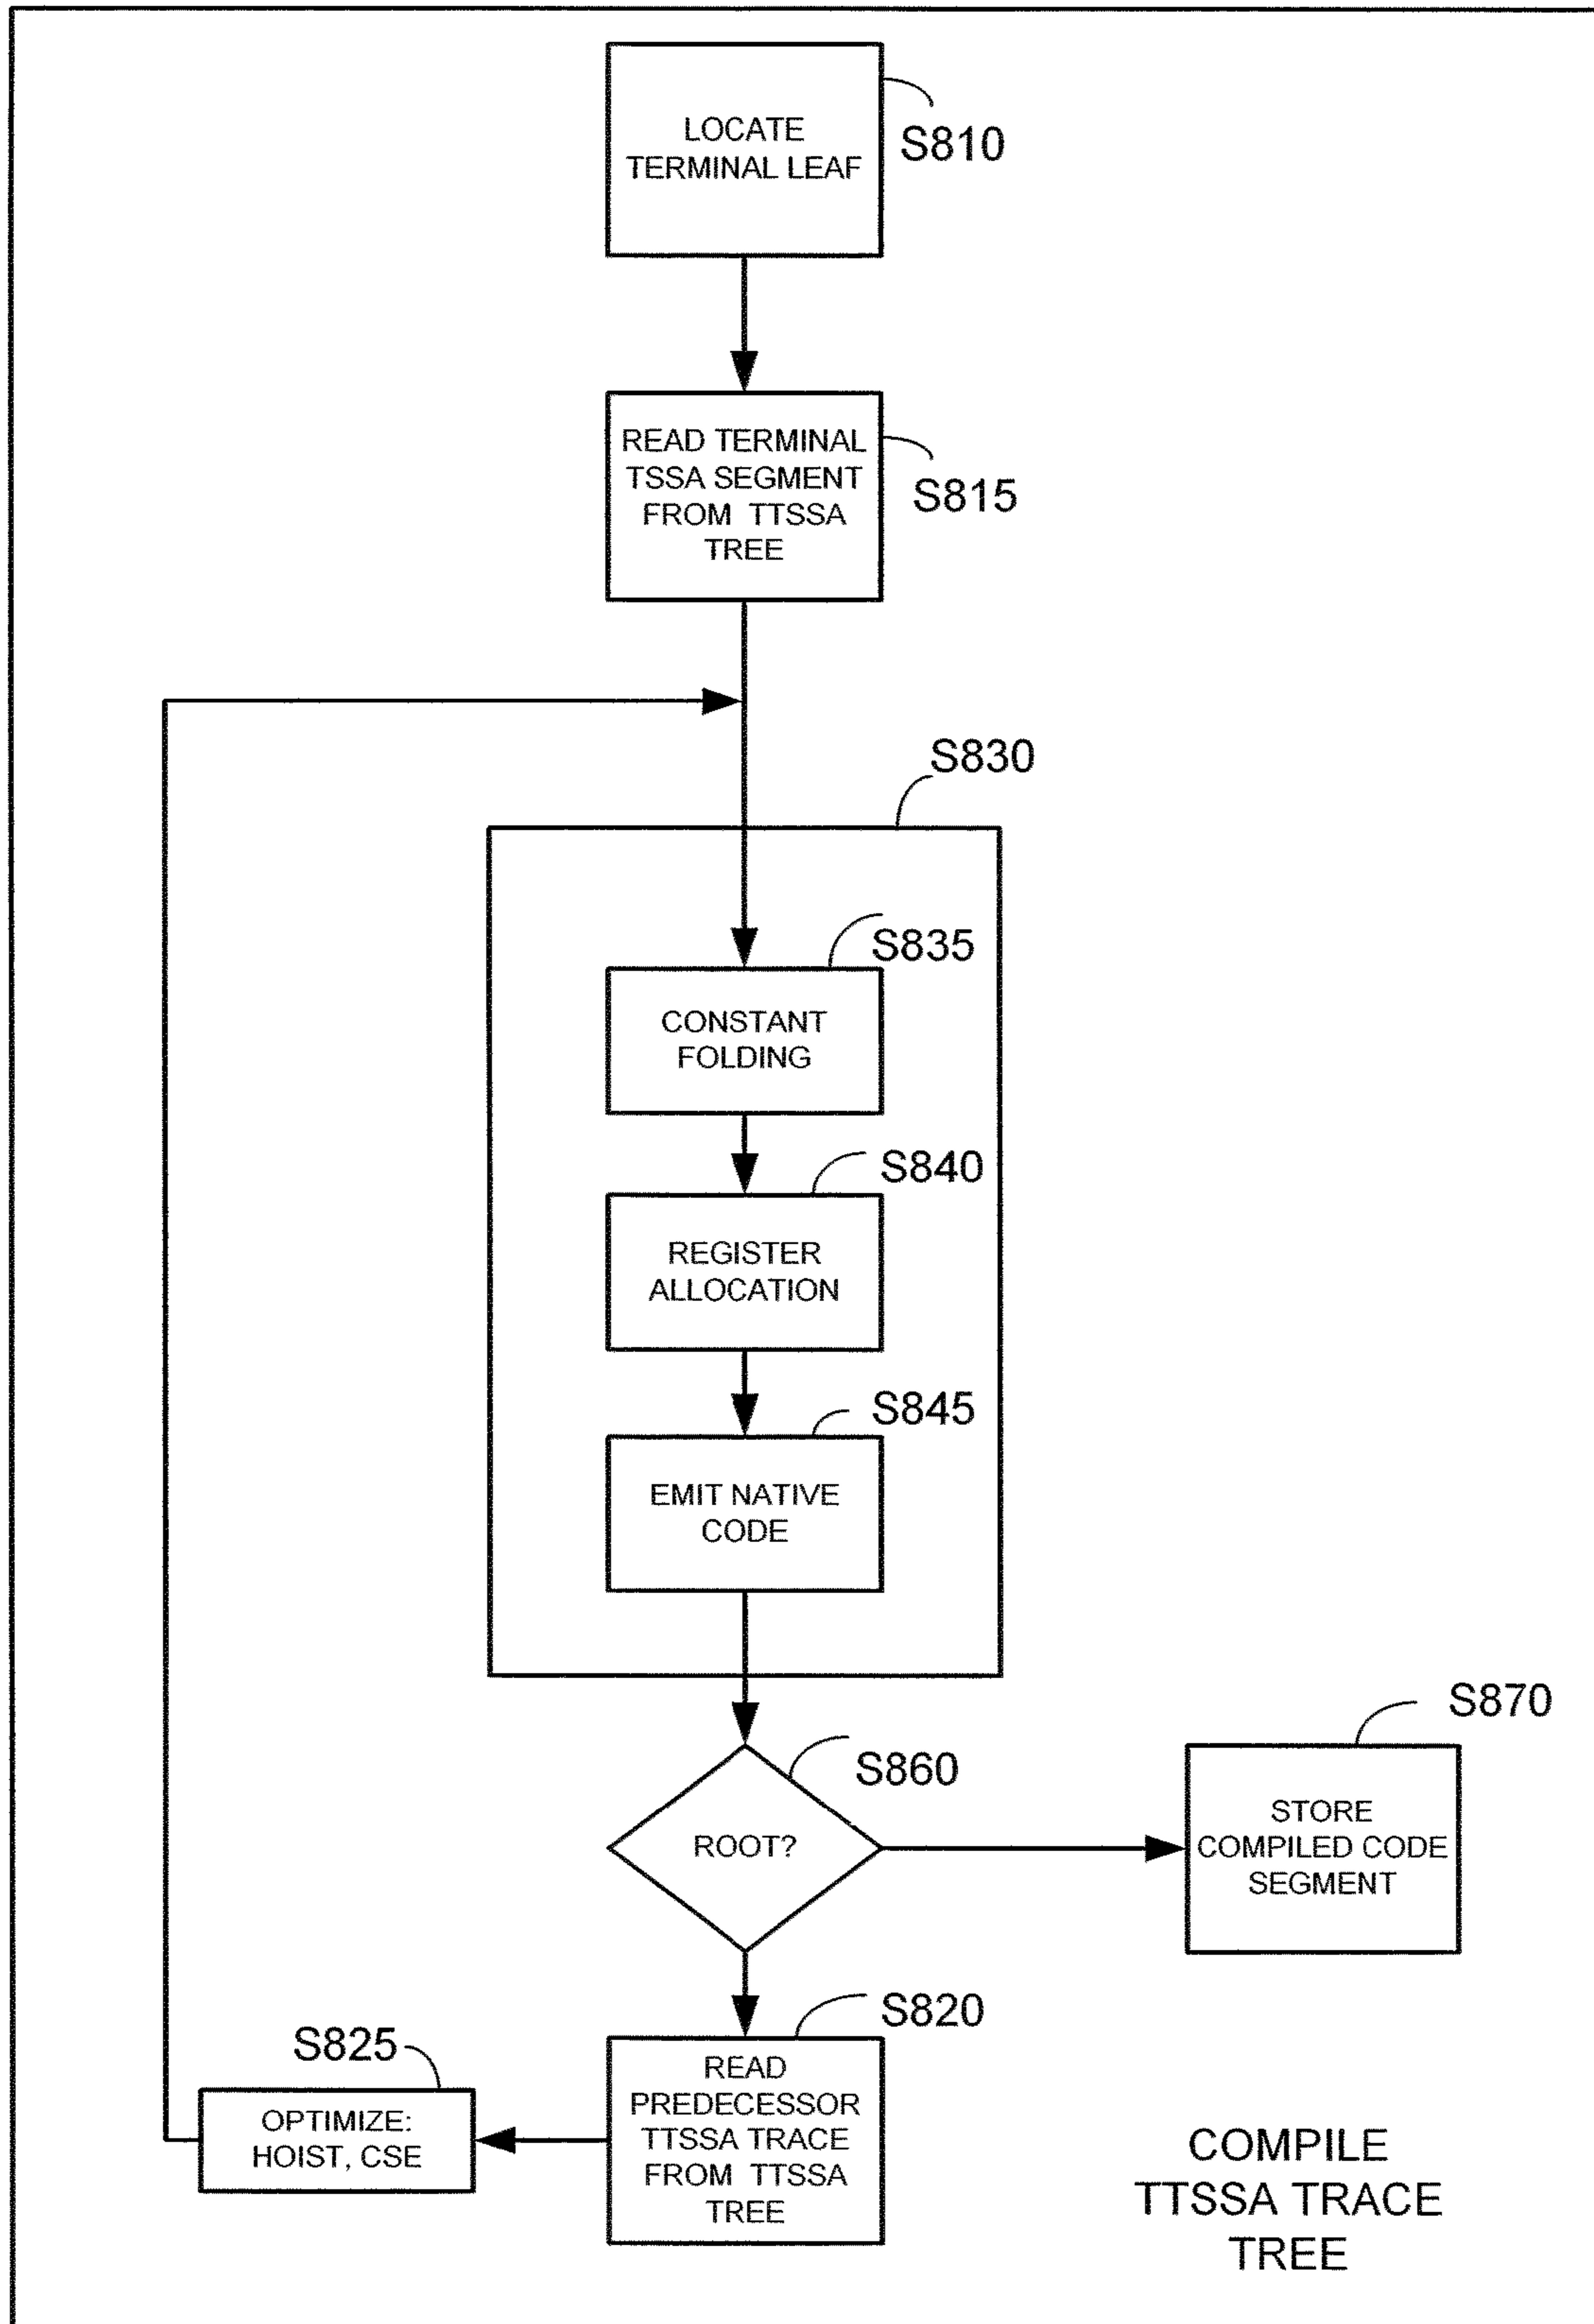 LOCATE
TERMINAL LEAF
S810
READ TERMINAL
TSSA SEGMENT
FROM TTSSA
TREE
S815
S830
S835
CONSTANT
FOLDING
S840
REGISTER
ALLOCATION
S845
EMIT NATIVE
CODE
S860
ROOT?
S870
STORE
COMPILED CODE
SEGMENT
S820
READ
PREDECESSOR
TTSSA TRACE
FROM TTSSA
TREE
S825
OPTIMIZE:
HOIST, CSE
COMPILE
TTSSA TRACE
TREE